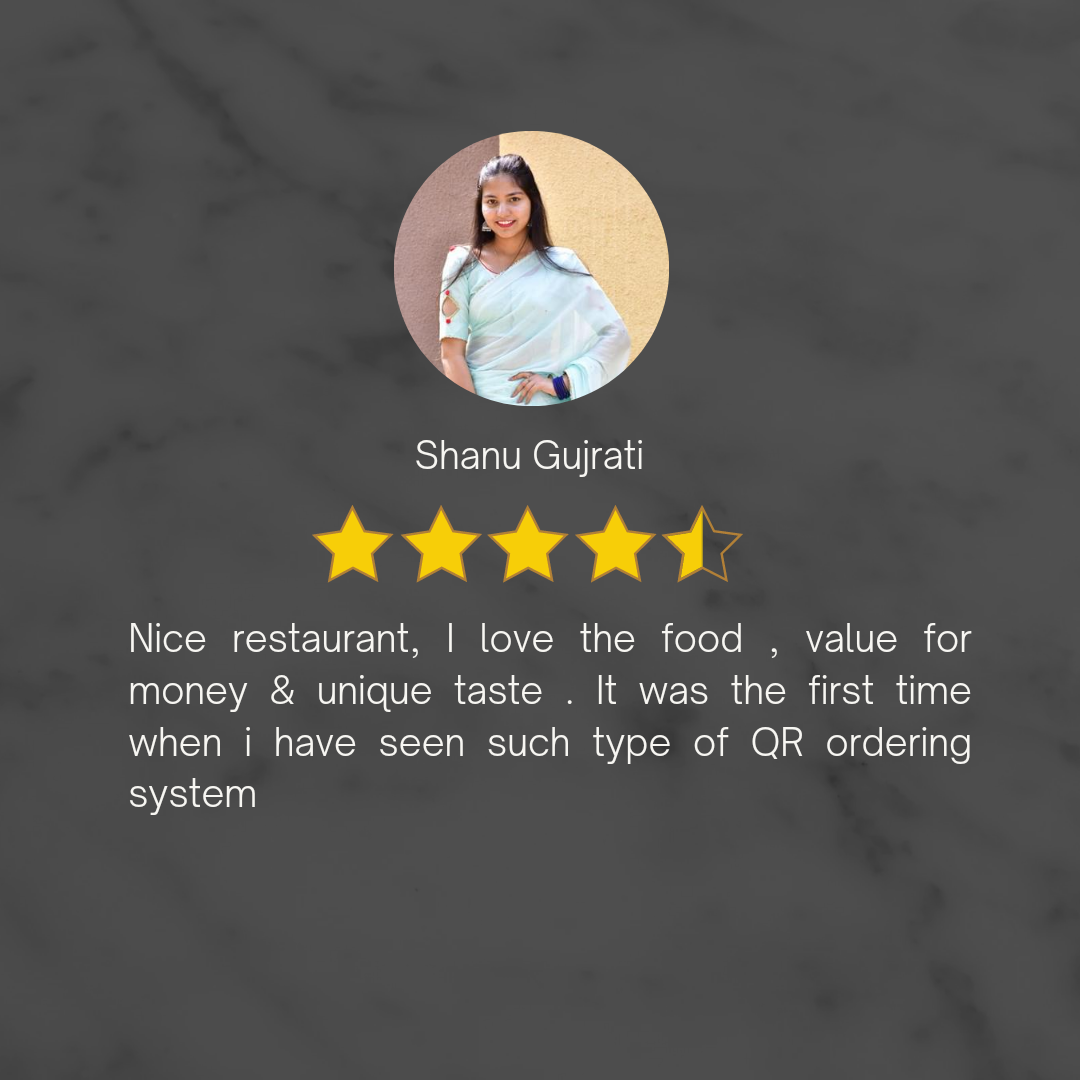 Shanu Gujrati
Nice restaurant, I love the food , value for
money & unique taste . It was the first time
when i have seen such type of QR ordering
system